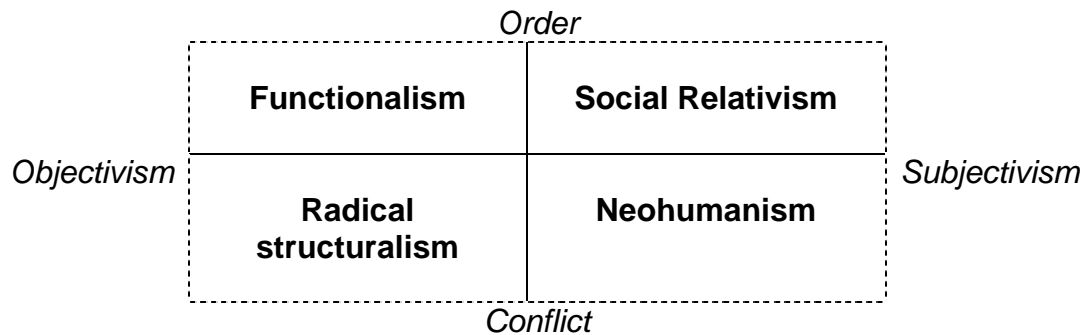 Order
Functionalism
Social Relativism
Objectivism
Subjectivism
Radical
structuralism
Neohumanism
Conflict